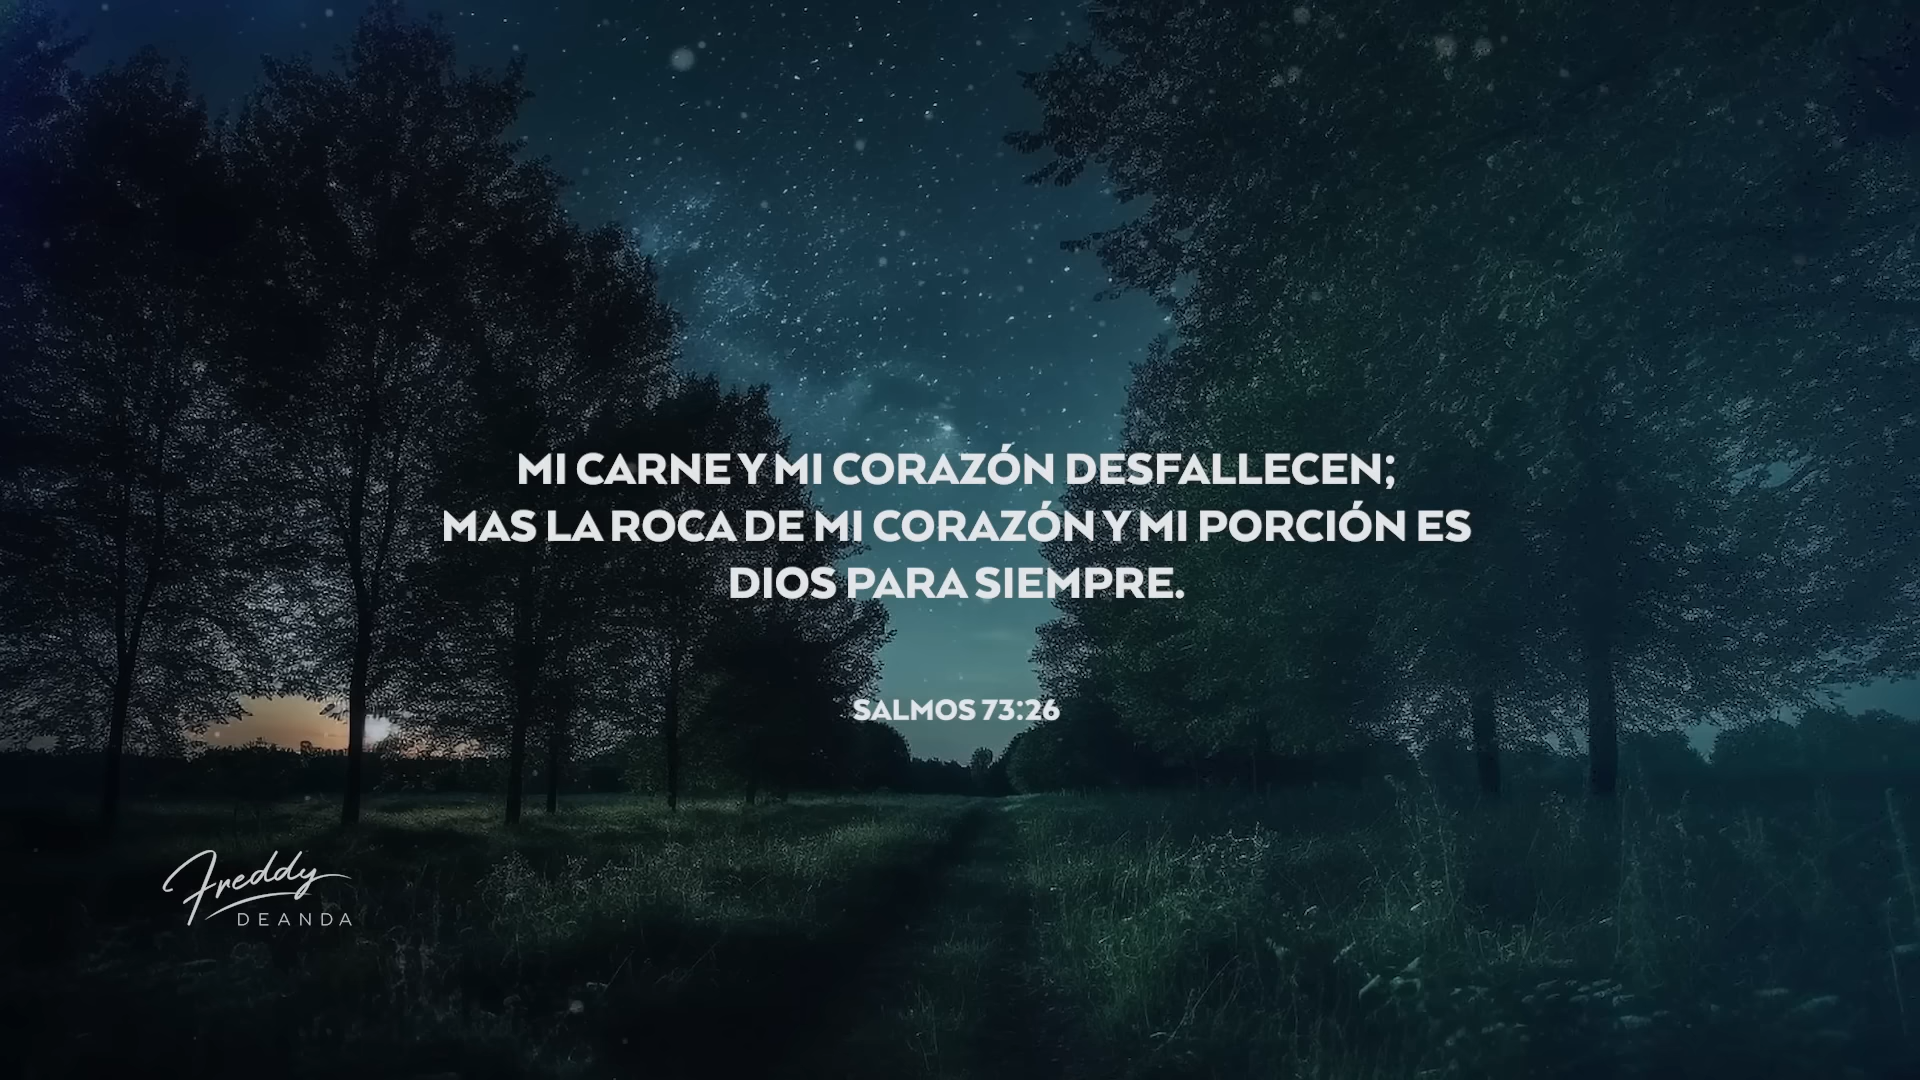 MI CARNE Y MI CORAZÓN DESFALLECEN;
MAS LA ROCA DE MI CORAZÓN Y MI PORCIÓN ES
DIOS PARA SIEMPRE.
SALMOS 73:26
Freddy
DEANDA